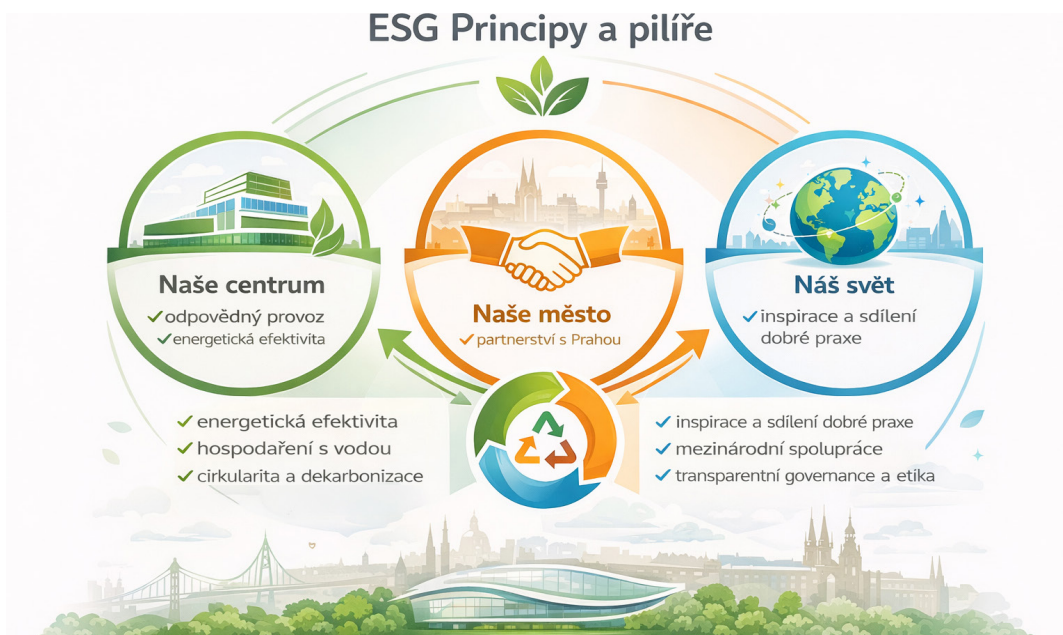 ESG Principy a pilíře
Naše centrum
✓ odpovědný provoz
✓ energetická efektivita
Naše město
✓ partnerství s Prahou
Náš svět
✓ inspirace a sdílení
dobré praxe
✓ energetická efektivita
✓ hospodaření s vodou
✓ cirkularita a dekarbonizace
✓ inspirace a sdílení dobré praxe
✓ mezinárodní spolupráce
✓ transparentní governance a etika